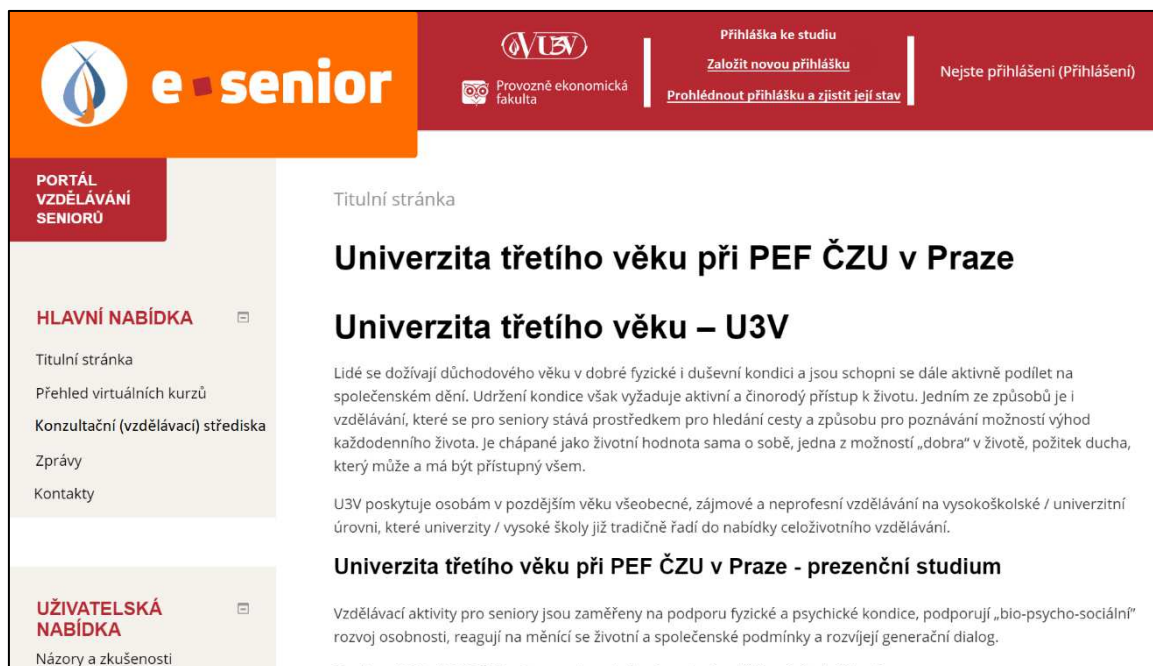 e senior
VU3V
Provozně ekonomická
fakulta
Přihláška ke studiu
Založit novou přihlášku
Prohlédnout přihlášku a zjistit její stav
Nejste přihlášeni (Přihlášení)
PORTÁL
VZDĚLÁVÁNÍ
SENIORŮ
HLAVNÍ NABÍDKA
Titulní stránka
Přehled virtuálních kurzů
Konzultační (vzdělávací) střediska
Zprávy
Kontakty
UŽIVATELSKÁ
NABÍDKA
Názory a zkušenosti
Titulní stránka
Univerzita třetího věku při PEF ČZU v Praze
Univerzita třetího věku – U3V
Lidé se dožívají důchodového věku v dobré fyzické i duševní kondici a jsou schopni se dále aktivně podílet na
společenském dění. Udržení kondice však vyžaduje aktivní a činorodý přístup k životu. Jedním ze způsobů je i
vzdělávání, které se pro seniory stává prostředkem pro hledání cesty a způsobu pro poznávání možností výhod
každodenního života. Je chápané jako životní hodnota sama o sobě, jedna z možností „dobra“ v životě, požitek ducha,
který může a má být přístupný všem.
U3V poskytuje osobám v pozdějším věku všeobecné, zájmové a neprofesní vzdělávání na vysokoškolské / univerzitní
úrovni, které univerzity / vysoké školy již tradičně řadí do nabídky celoživotního vzdělávání.
Univerzita třetího věku při PEF ČZU v Praze - prezenční studium
Vzdělávací aktivity pro seniory jsou zaměřeny na podporu fyzické a psychické kondice, podporují „bio-psycho-sociální“
rozvoj osobnosti, reagují na měnící se životní a společenské podmínky a rozvíjejí generační dialog.